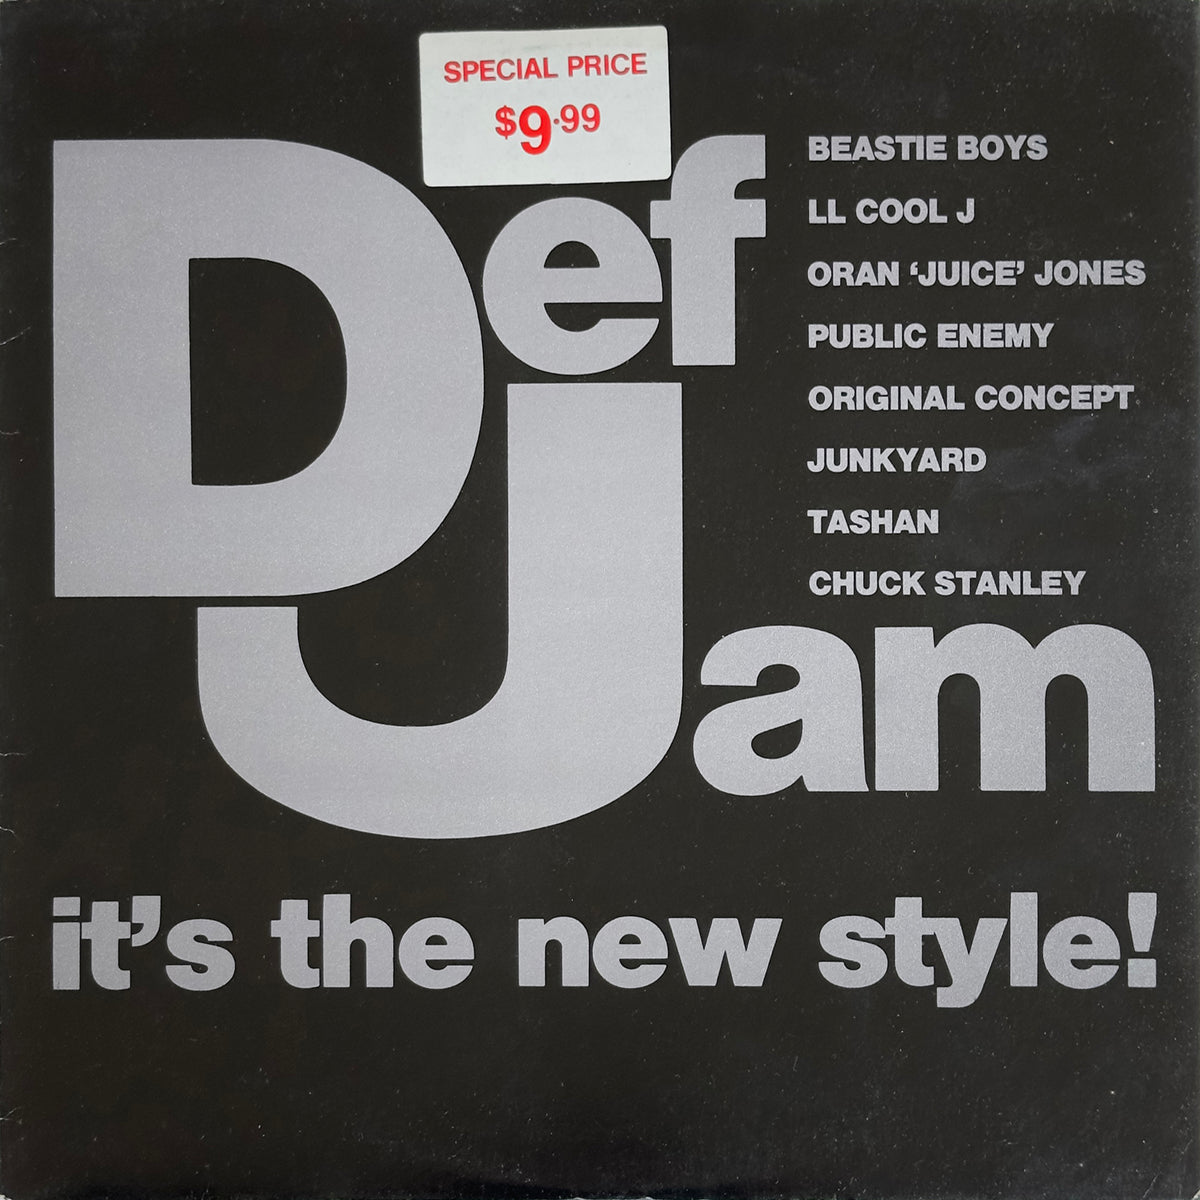 SPECIAL PRICE
$9.99
Def
Jam
BEASTIE BOYS
LL COOL J
ORAN ‘JUICE’ JONES
PUBLIC ENEMY
ORIGINAL CONCEPT
JUNKYARD
TASHAN
CHUCK STANLEY
it’s the new style!